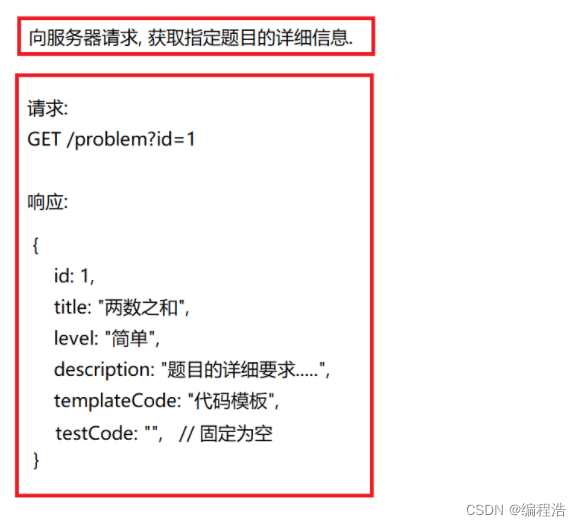 向服务器请求, 获取指定题目的详细信息.
请求:
GET /problem?id=1
响应:
{
id: 1,
title: "两数之和",
level: "简单",
description: "题目的详细要求.....",
templateCode: "代码模板",
testCode: "",   // 固定为空
}
CSDN @编程浩